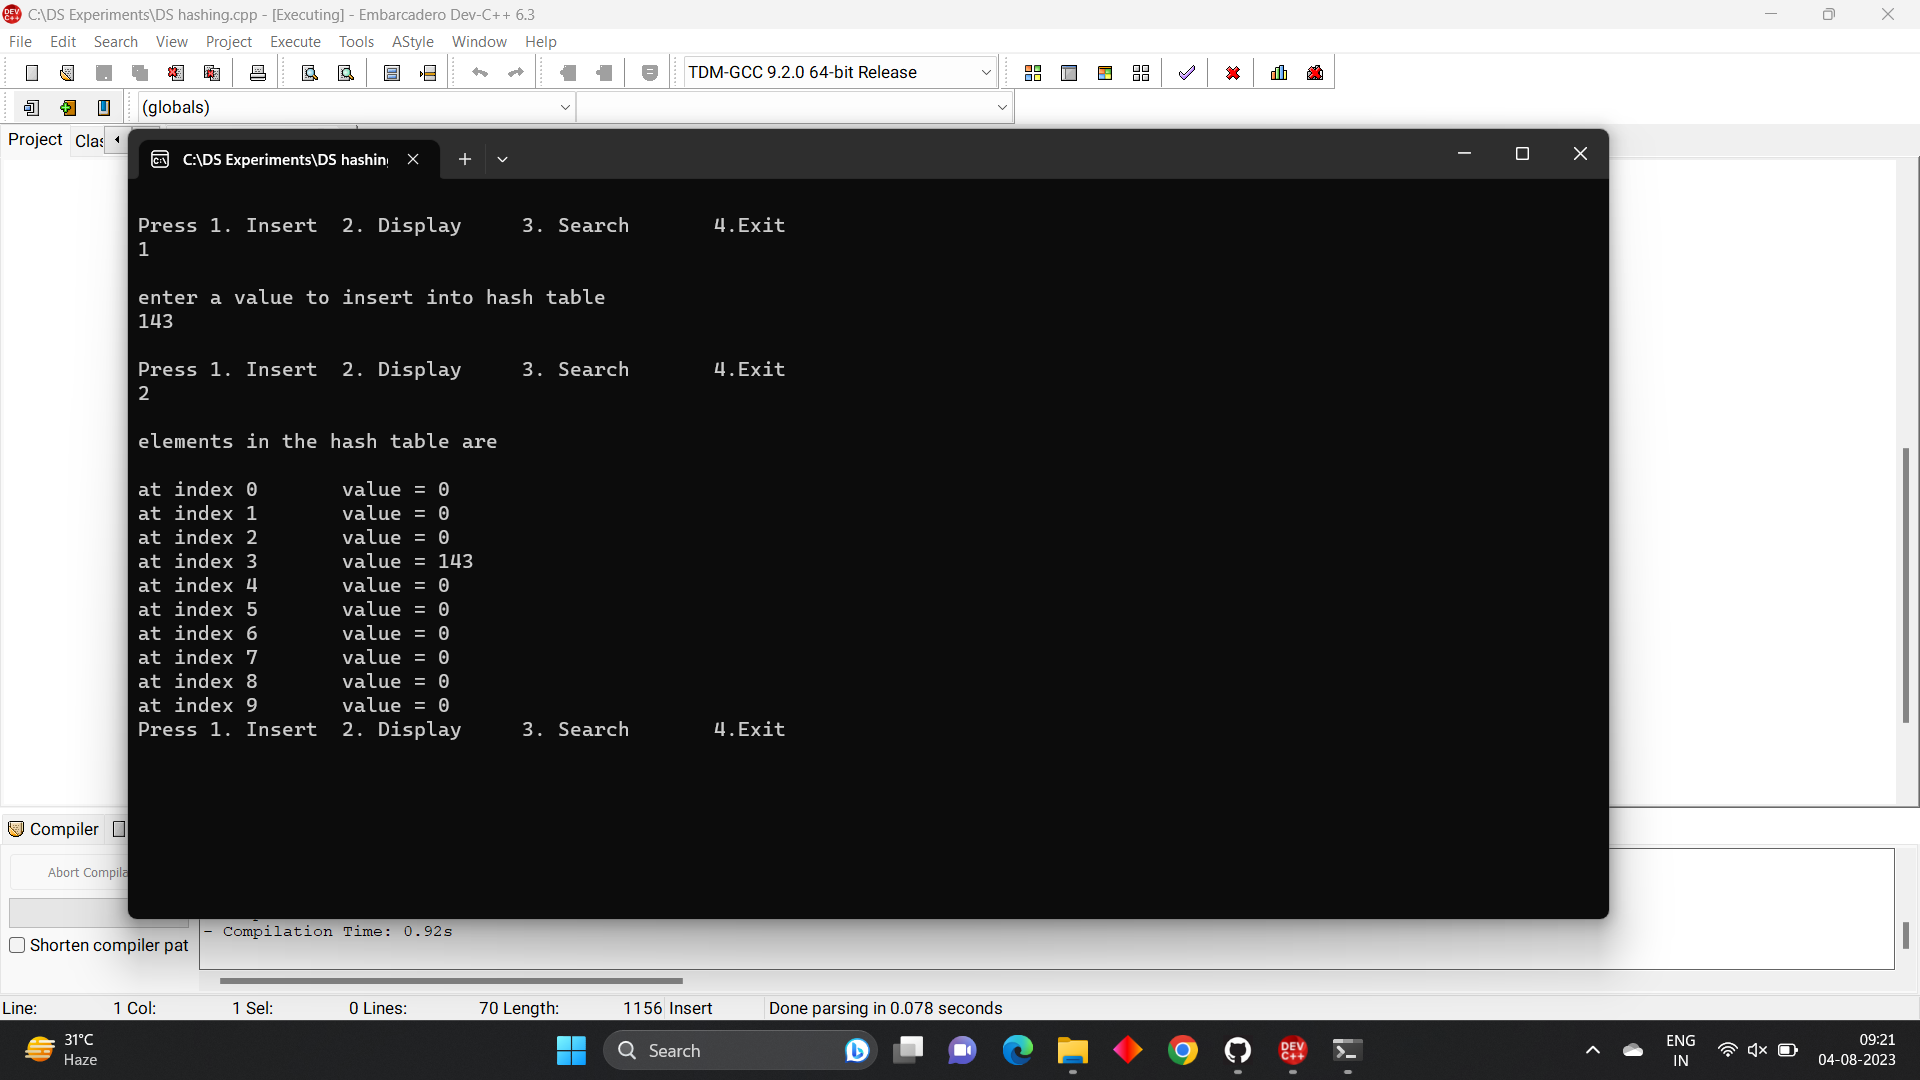 C:\DS Experiments\DS hashing.cpp - [Executing] - Embarcadero Dev-C++ 6.3
File Edit Search View Project Execute Tools AStyle Window Help
TDM-GCC 9.2.0 64-bit Release
(globals)
Project Clas
C:\DS Experiments\DS hashin
Press 1. Insert 2. Display 3. Search 4.Exit
1
enter a value to insert into hash table
143
Press 1. Insert 2. Display 3. Search 4.Exit
2
elements in the hash table are
at index 0 value = 0
at index 1 value = 0
at index 2 value = 0
at index 3 value = 143
at index 4 value = 0
at index 5 value = 0
at index 6 value = 0
at index 7 value = 0
at index 8 value = 0
at index 9 value = 0
Press 1. Insert 2. Display 3. Search 4.Exit
Compiler
Abort Compila
- Compilation Time: 0.92s
Shorten compiler pat
Line: 1 Col: 1 Sel: 0 Lines: 70 Length: 1156 Insert Done parsing in 0.078 seconds
31°C
Haze
Search
DEV
C++
ENG
IN
09:21
04-08-2023